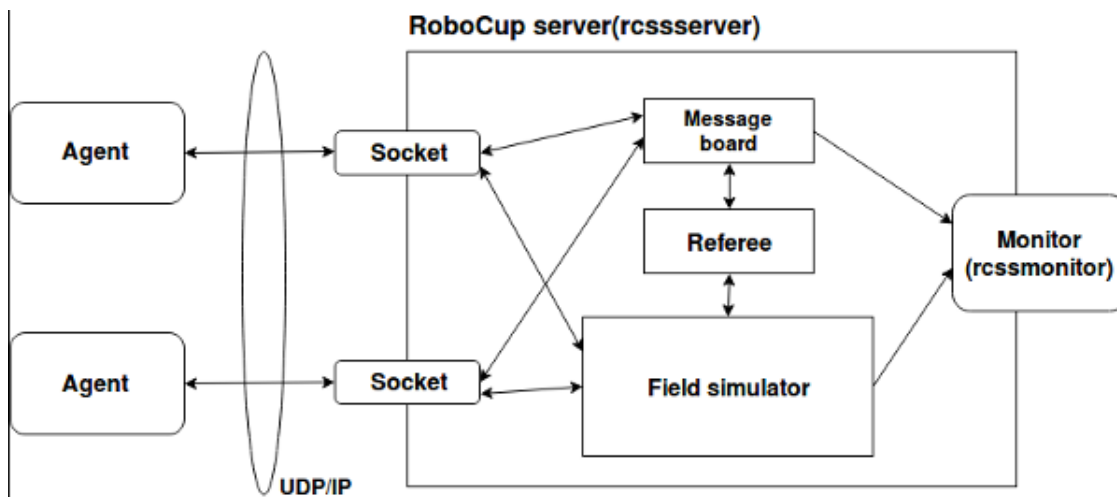 RoboCup server(rcssserver)
Agent
Socket
Message
board
Referee
Monitor
(rcssmonitor)
Agent
Socket
Field simulator
UDP/IP